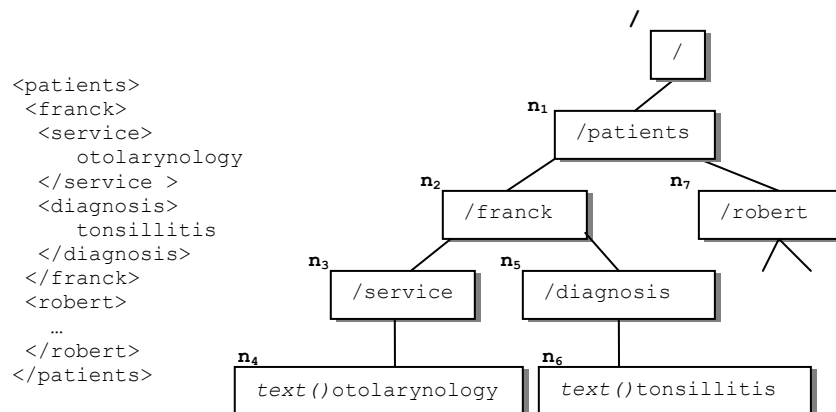 <patients>
<franck>
<service>
otolarynology
</service >
<diagnosis>
tonsillitis
</diagnosis>
</franck>
<robert>
…
</robert>
</patients>
/
/
n1
/patients
n2
/franck
n7
/robert
n3
/service
n5
/diagnosis
n4
text()otolarynology
n6
text()tonsillitis